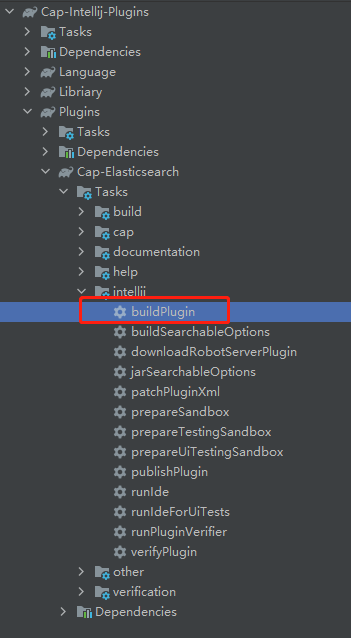 Cap-Intellij-Plugins
Tasks
Dependencies
Language
Libriary
Plugins
Tasks
Dependencies
Cap-Elasticsearch
Tasks
build
cap
documentation
help
intellij
buildPlugin
buildSearchableOptions
downloadRobotServerPlugin
jarSearchableOptions
patchPluginXml
prepareSandbox
prepareTestingSandbox
prepareUiTestingSandbox
publishPlugin
runIde
runIdeForUiTests
runPluginVerifier
verifyPlugin
other
verification
Dependencies